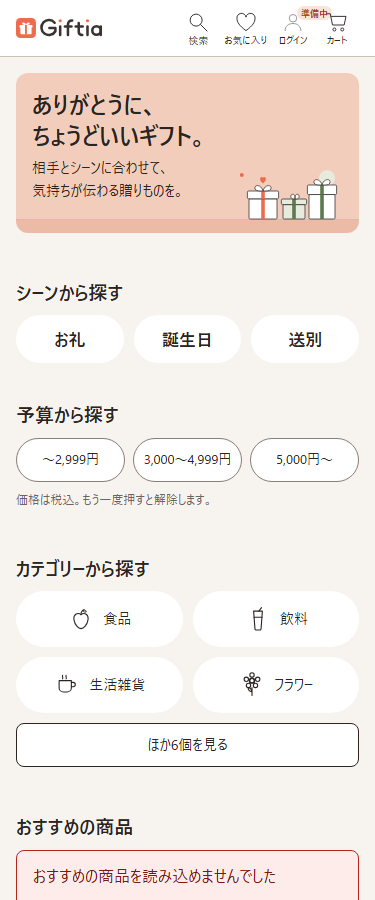 Giftia
検索
お気に入り
ログイン
準備中
カート
ありがとうに、
ちょうどいいギフト。
相手とシーンに合わせて、
気持ちが伝わる贈りものを。
シーンから探す
お礼
誕生日
送別
予算から探す
～2,999円
3,000～4,999円
5,000円～
価格は税込。もう一度押すと解除します。
カテゴリーから探す
食品
飲料
生活雑貨
フラワー
ほか6個を見る
おすすめの商品
おすすめの商品を読み込めませんでした